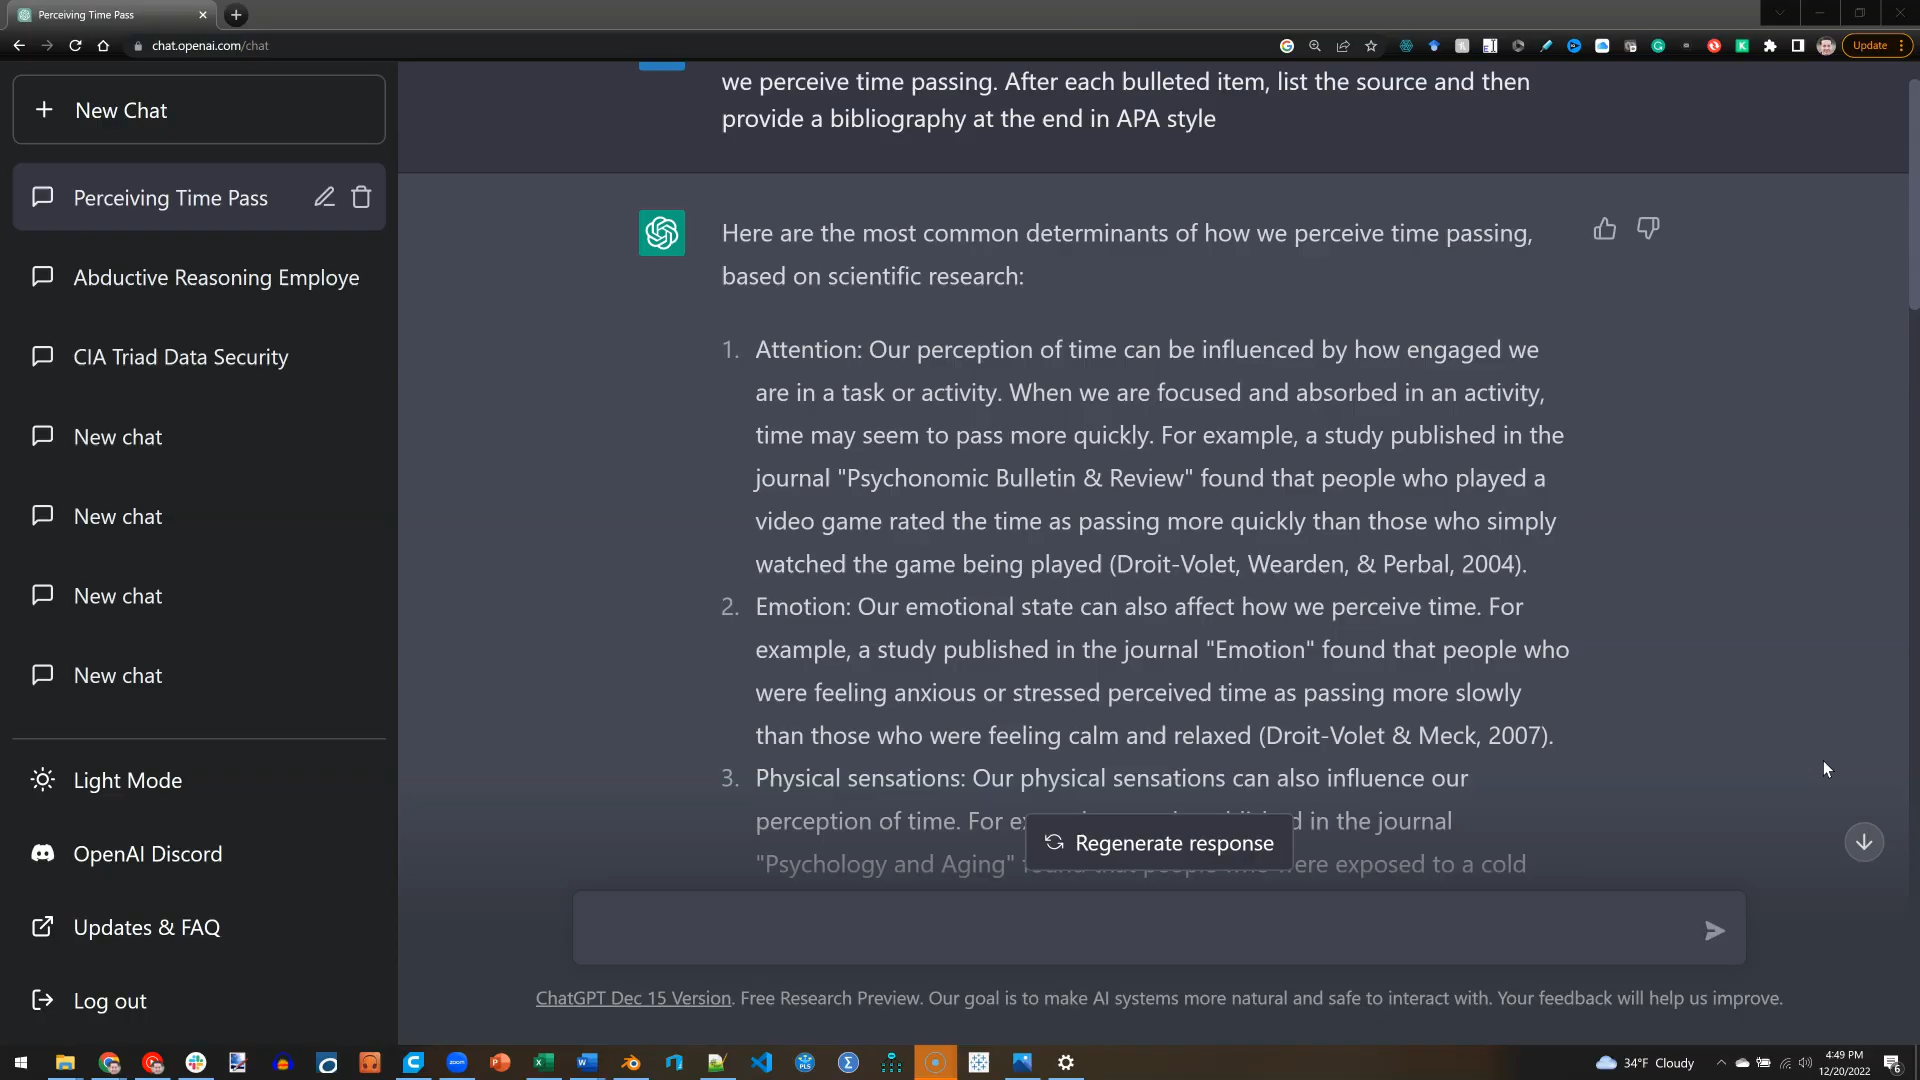 Perceiving Time Pass
chat.openai.com/chat
Update
New Chat
Perceiving Time Pass
Abductive Reasoning Employe
CIA Triad Data Security
New chat
New chat
New chat
New chat
Light Mode
OpenAI Discord
Updates & FAQ
Log out
we perceive time passing. After each bulleted item, list the source and then
provide a bibliography at the end in APA style
Here are the most common determinants of how we perceive time passing,
based on scientific research:
1. Attention: Our perception of time can be influenced by how engaged we
are in a task or activity. When we are focused and absorbed in an activity,
time may seem to pass more quickly. For example, a study published in the
journal "Psychonomic Bulletin & Review" found that people who played a
video game rated the time as passing more quickly than those who simply
watched the game being played (Droit-Volet, Wearden, & Perbal, 2004).
2. Emotion: Our emotional state can also affect how we perceive time. For
example, a study published in the journal "Emotion" found that people who
were feeling anxious or stressed perceived time as passing more slowly
than those who were feeling calm and relaxed (Droit-Volet & Meck, 2007).
3. Physical sensations: Our physical sensations can also influence our
perception of time. For in the journal
"Psychology and Aging" were exposed to a cold
Regenerate response
ChatGPT Dec 15 Version. Free Research Preview. Our goal is to make AI systems more natural and safe to interact with. Your feedback will help us improve.
zoom
PLS
34°F Cloudy
4:49 PM
12/20/2022
6